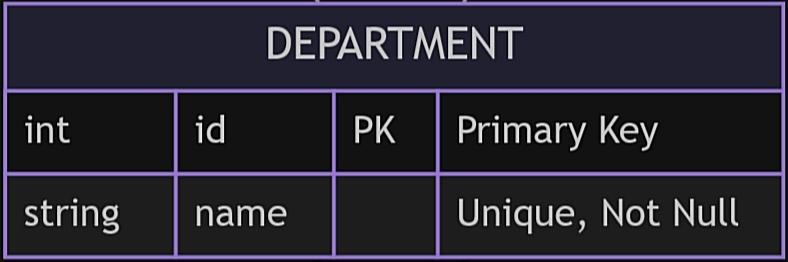 DEPARTMENT
int id PK Primary Key
string name Unique, Not Null